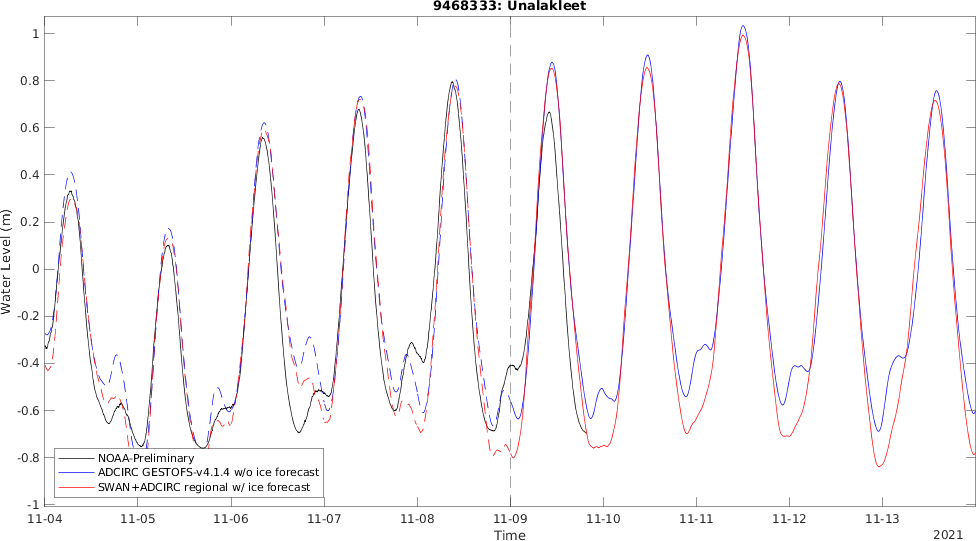 9468333: Unalakleet
1
0.8
0.6
0.4
0.2
0
-0.2
-0.4
-0.6
-0.8
-1
Water Level (m)
NOAA-Preliminary
ADCIRC GESTOFS-v4.1.4 w/o ice forecast
SWAN+ADCIRC regional w/ ice forecast
11-04 11-05 11-06 11-07 11-08 11-09 11-10 11-11 11-12 11-13
Time
2021